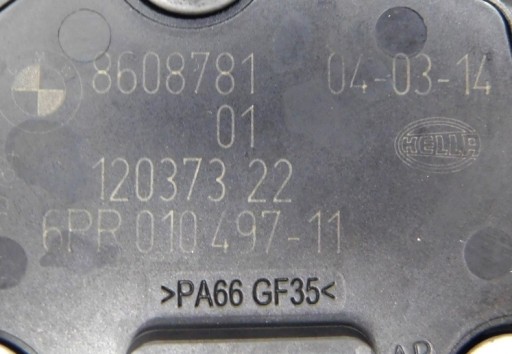 8608781 04-03-14
01
HELLA
120373 22
6PR 010 497-11
>PA66 GF35<